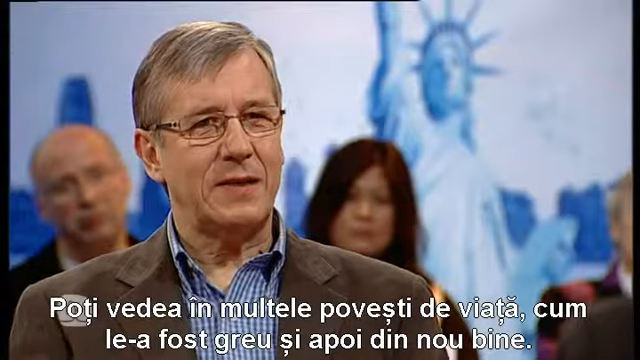 Poți vedea în multele povești de viață, cum
le-a fost greu și apoi din nou bine.